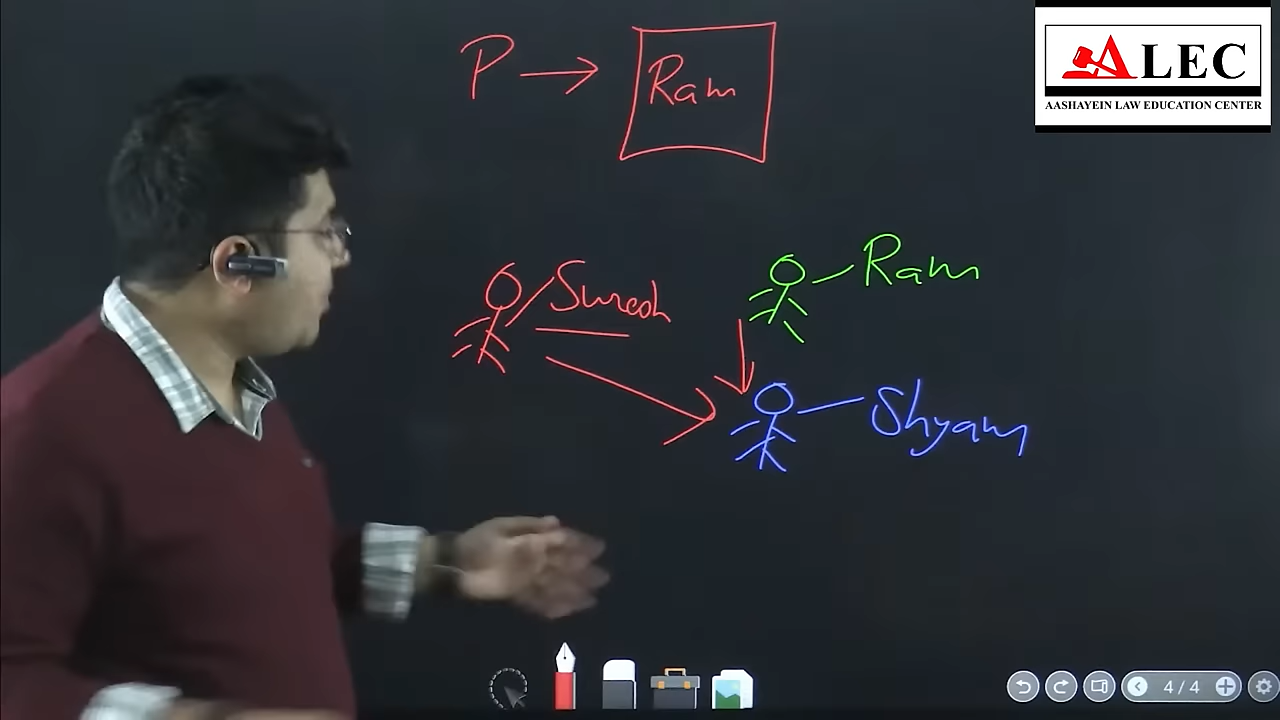 P → Ram
ALEC
AASHAYEIN LAW EDUCATION CENTER
Suresh
Ram
Shyam
4/4